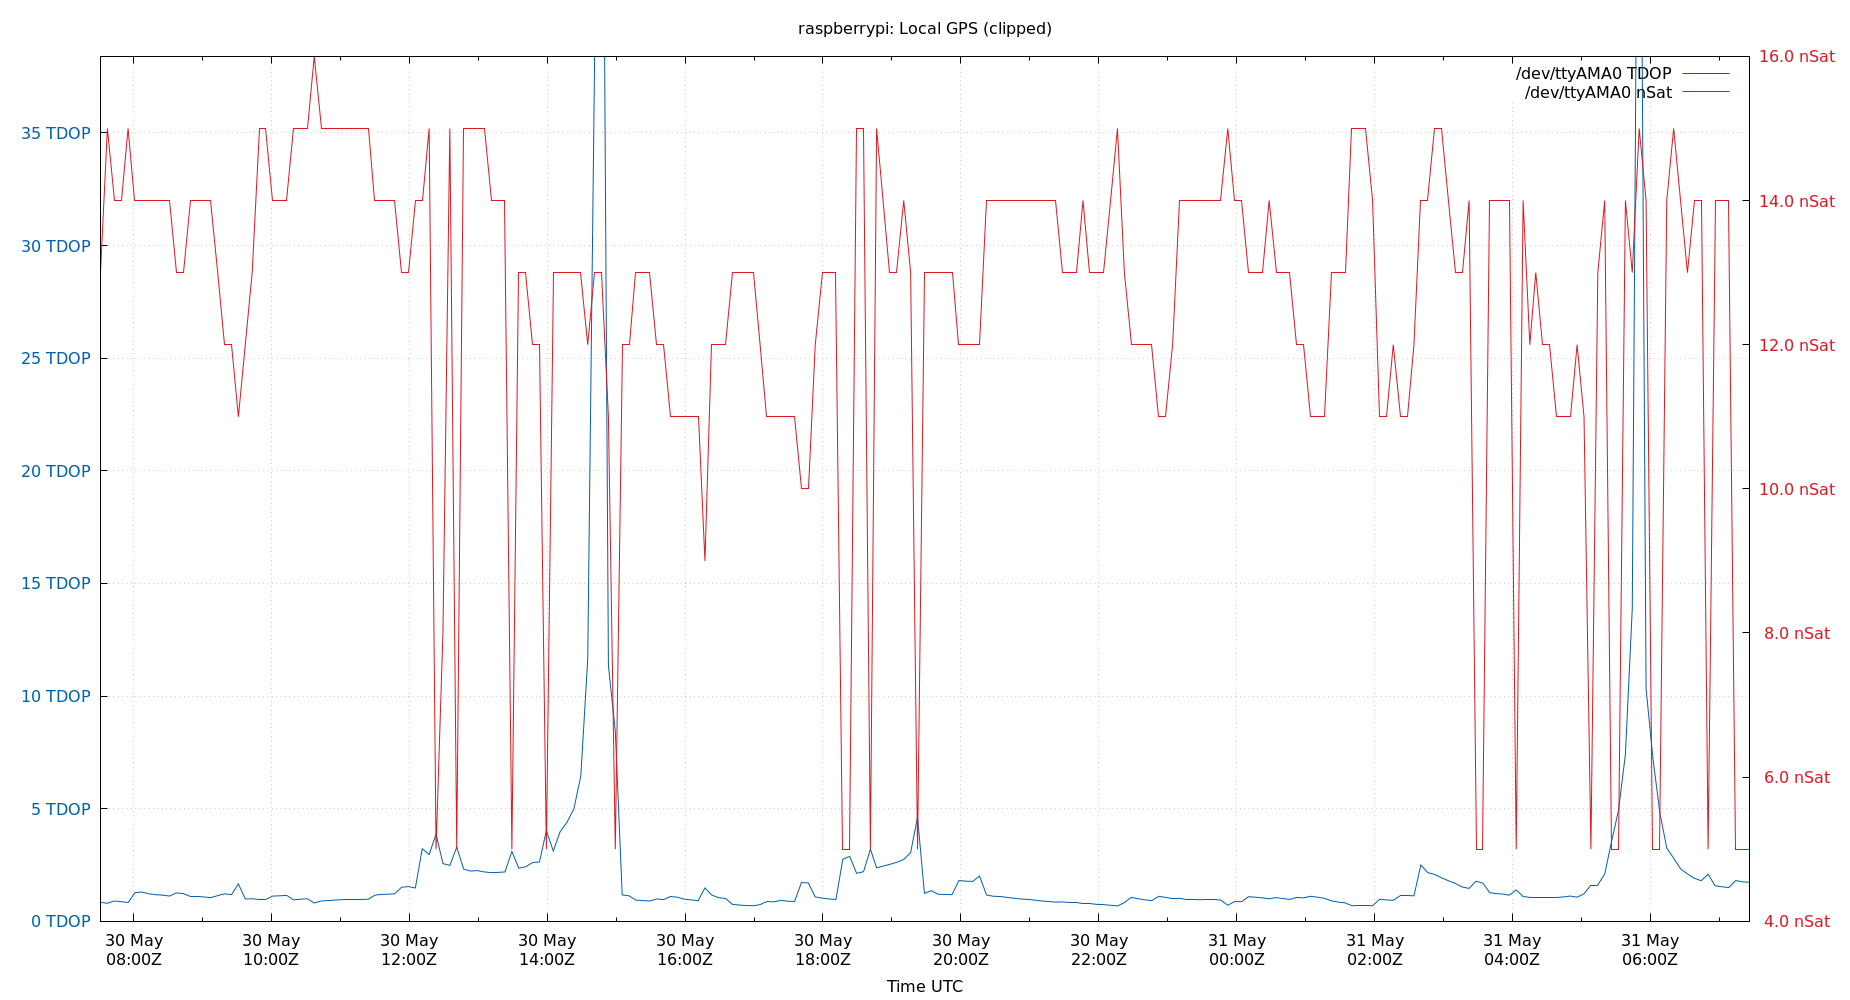 raspberrypi: Local GPS (clipped)
16.0 nSat
/dev/ttyAMA0 TDOP
/dev/ttyAMA0 nSat
35 TDOP
14.0 nSat
30 TDOP
25 TDOP
12.0 nSat
20 TDOP
10.0 nSat
15 TDOP
8.0 nSat
10 TDOP
6.0 nSat
5 TDOP
0 TDOP
4.0 nSat
30 May 30 May 30 May 30 May 30 May 30 May 30 May 30 May 31 May 31 May 31 May 31 May
08:00Z 10:00Z 12:00Z 14:00Z 16:00Z 18:00Z 20:00Z 22:00Z 00:00Z 02:00Z 04:00Z 06:00Z
Time UTC